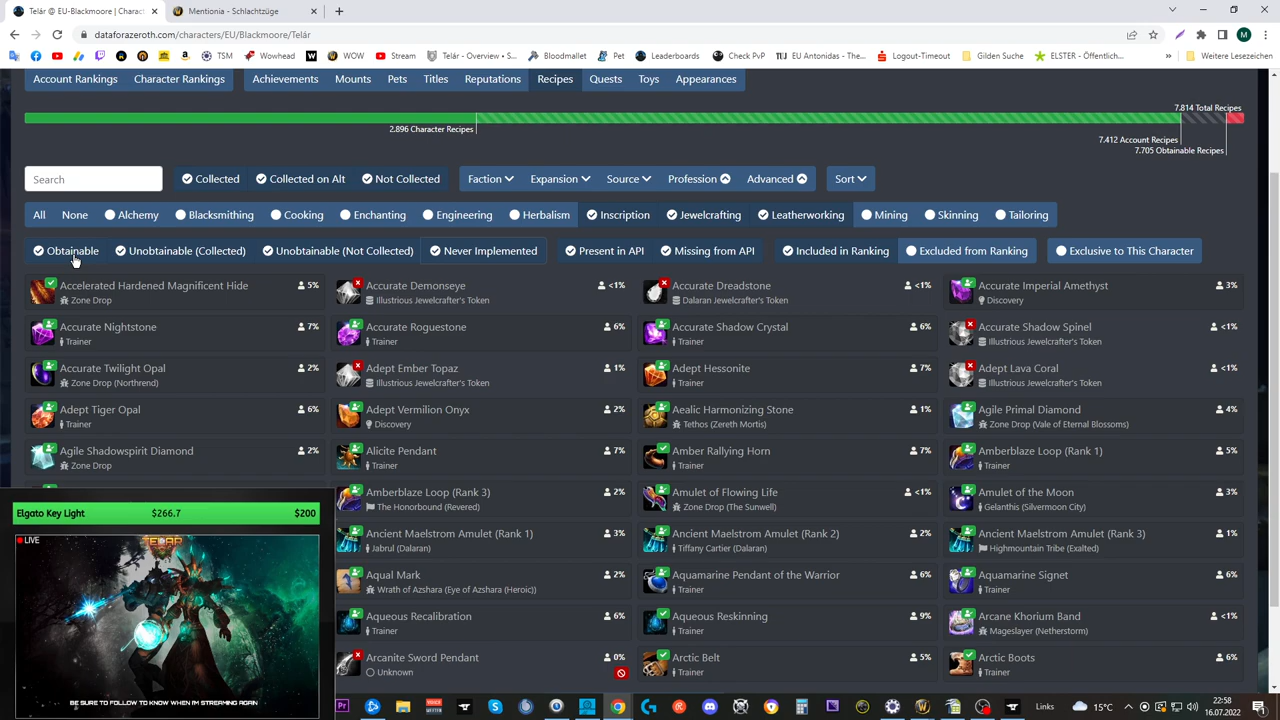 Telár @ EU-Blackmoore | Charact
Mentionia - Schlachtzüge
dataforazeroth.com/characters/EU/Blackmoore/Telár
TSM
Wowhead
WOW
Stream
Telár - Overview - S...
Bloodmallet
Pet
Leaderboards
Check PvP
EU Antonidas - The...
Logout-Timeout
Gilden Suche
ELSTER - Öffentlich...
»
Weitere Lesezeichen
Account Rankings
Character Rankings
Achievements
Mounts
Pets
Titles
Reputations
Recipes
Quests
Toys
Appearances
7.814 Total Recipes
2.896 Character Recipes
7.412 Account Recipes
7.705 Obtainable Recipes
Search
Collected
Collected on Alt
Not Collected
Faction
Expansion
Source
Profession
Advanced
Sort
All
None
Alchemy
Blacksmithing
Cooking
Enchanting
Engineering
Herbalism
Inscription
Jewelcrafting
Leatherworking
Mining
Skinning
Tailoring
Obtainable
Unobtainable (Collected)
Unobtainable (Not Collected)
Never Implemented
Present in API
Missing from API
Included in Ranking
Excluded from Ranking
Exclusive to This Character
Accelerated Hardened Magnificent Hide 5%
Zone Drop
Accurate Demonseye <1%
Illustrious Jewelcrafter's Token
Accurate Dreadstone <1%
Dalaran Jewelcrafter's Token
Accurate Imperial Amethyst 3%
Discovery
Accurate Nightstone 7%
Trainer
Accurate Roguestone 6%
Trainer
Accurate Shadow Crystal 6%
Trainer
Accurate Shadow Spinel <1%
Illustrious Jewelcrafter's Token
Accurate Twilight Opal 2%
Zone Drop (Northrend)
Adept Ember Topaz 1%
Illustrious Jewelcrafter's Token
Adept Hessonite 7%
Trainer
Adept Lava Coral <1%
Illustrious Jewelcrafter's Token
Adept Tiger Opal 6%
Trainer
Adept Vermilion Onyx 2%
Discovery
Aealic Harmonizing Stone 1%
Tethos (Zereth Mortis)
Agile Primal Diamond 4%
Zone Drop (Vale of Eternal Blossoms)
Agile Shadowspirit Diamond 2%
Zone Drop
Alicite Pendant 7%
Trainer
Amber Rallying Horn 7%
Trainer
Amberblaze Loop (Rank 1) 5%
Trainer
Amberblaze Loop (Rank 3) 2%
The Honorbound (Revered)
Amulet of Flowing Life <1%
Zone Drop (The Sunwell)
Amulet of the Moon 3%
Gelanthis (Silvermoon City)
Ancient Maelstrom Amulet (Rank 1) 3%
Jabrul (Dalaran)
Ancient Maelstrom Amulet (Rank 2) 2%
Tiffany Cartier (Dalaran)
Ancient Maelstrom Amulet (Rank 3) 1%
Highmountain Tribe (Exalted)
Aqual Mark 2%
Wrath of Azshara (Eye of Azshara (Heroic))
Aquamarine Pendant of the Warrior 6%
Trainer
Aquamarine Signet 6%
Trainer
Aqueous Recalibration 6%
Trainer
Aqueous Reskinning 9%
Trainer
Arcane Khorium Band <1%
Mageslayer (Netherstorm)
Arcanite Sword Pendant 0%
Unknown
Arctic Belt 5%
Trainer
Arctic Boots 6%
Trainer
Elgato Key Light $266.7 $200
LIVE
TELAR
BE SURE TO FOLLOW TO KNOW WHEN I'M STREAMING AGAIN
Links
15°C
22:58
16.07.2022